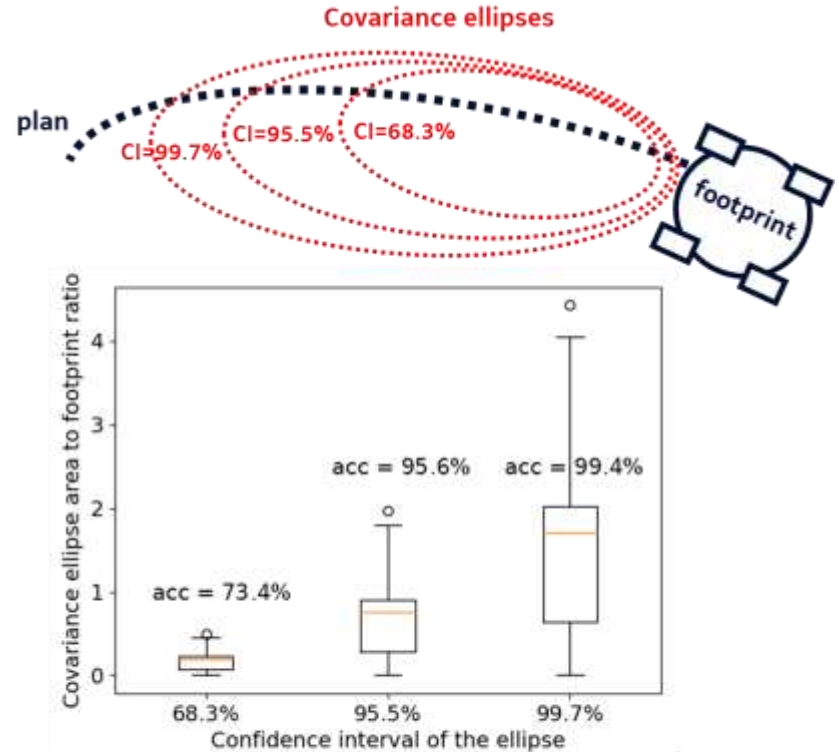 Covariance ellipses
plan
CI=99.7%
CI=95.5%
CI=68.3%
footprint
Covariance ellipse area to footprint ratio
4
3
2
1
0
acc = 73.4%
acc = 95.6%
acc = 99.4%
68.3%
95.5%
99.7%
Confidence interval of the ellipse